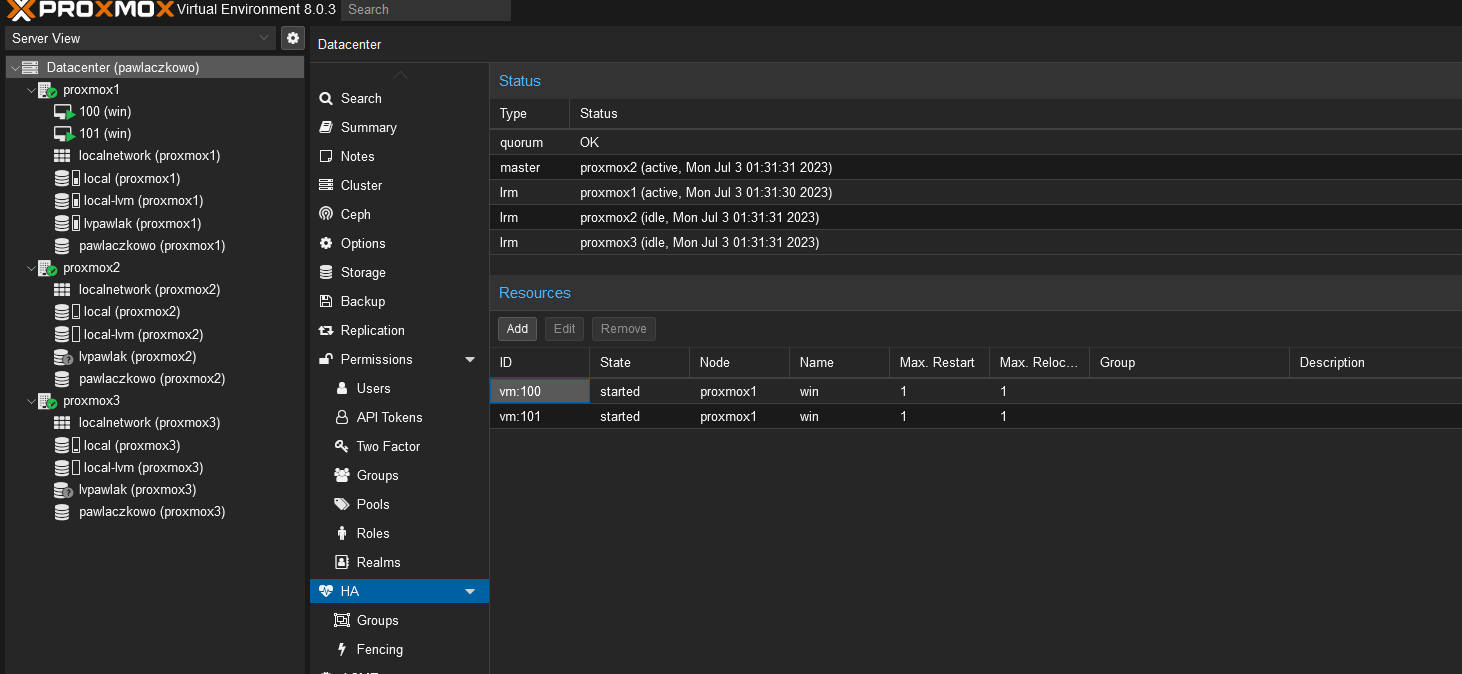 PROXMOX Virtual Environment 8.0.3 Search
Server View
Datacenter (pawlaczkowo)
proxmox1
100 (win)
101 (win)
localnetwork (proxmox1)
local (proxmox1)
local-lvm (proxmox1)
lvpawlak (proxmox1)
pawlaczkowo (proxmox1)
proxmox2
localnetwork (proxmox2)
local (proxmox2)
local-lvm (proxmox2)
lvpawlak (proxmox2)
pawlaczkowo (proxmox2)
proxmox3
localnetwork (proxmox3)
local (proxmox3)
local-lvm (proxmox3)
lvpawlak (proxmox3)
pawlaczkowo (proxmox3)
Datacenter
Search
Summary
Notes
Cluster
Ceph
Options
Storage
Backup
Replication
Permissions
Users
API Tokens
Two Factor
Groups
Pools
Roles
Realms
HA
Groups
Fencing
Status
Type Status
quorum OK
master proxmox2 (active, Mon Jul 3 01:31:31 2023)
lrm proxmox1 (active, Mon Jul 3 01:31:30 2023)
lrm proxmox2 (idle, Mon Jul 3 01:31:31 2023)
lrm proxmox3 (idle, Mon Jul 3 01:31:31 2023)
Resources
Add Edit Remove
ID State Node Name Max. Restart Max. Reloc... Group Description
vm:100 started proxmox1 win 1 1
vm:101 started proxmox1 win 1 1